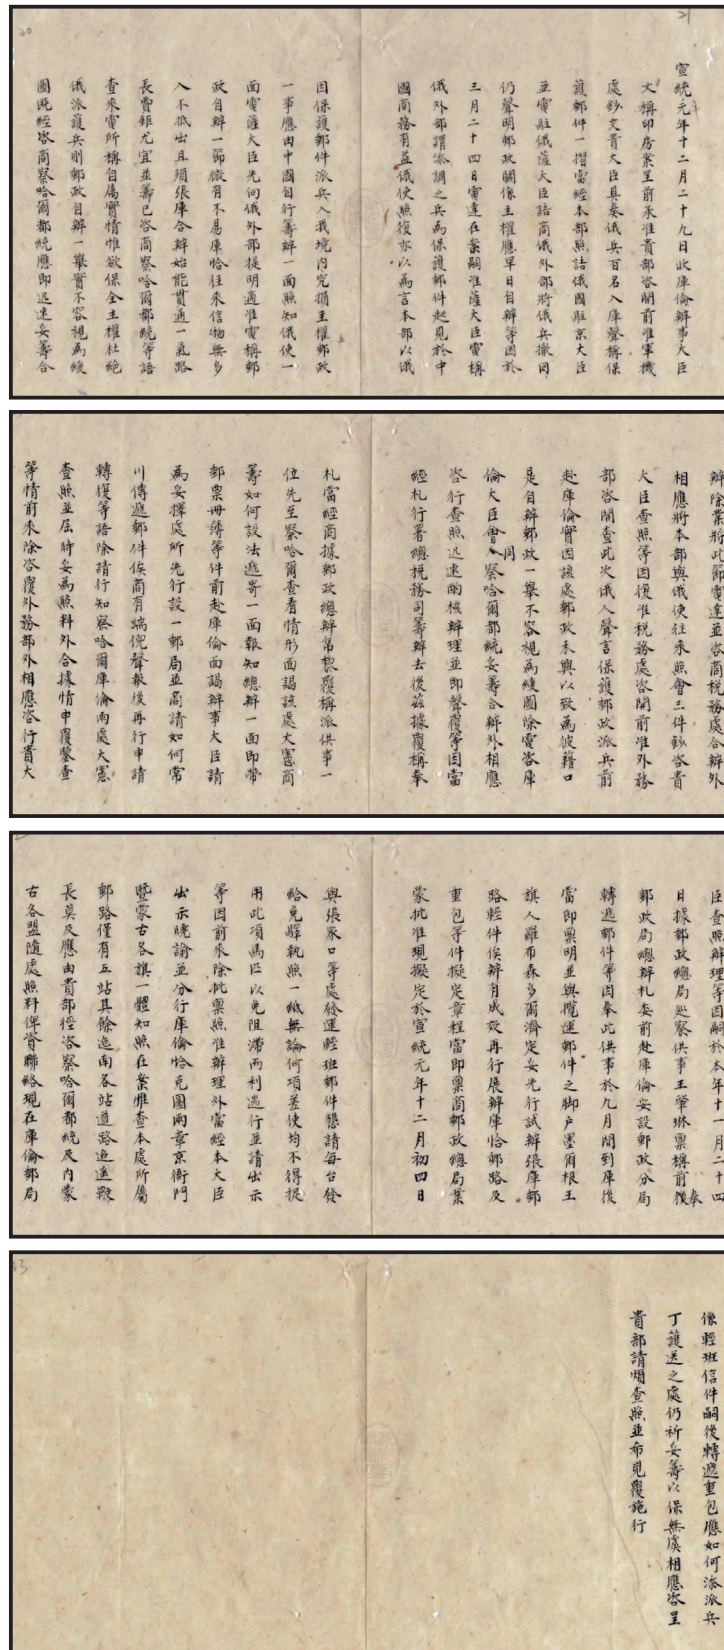 宣統元年十二月二十九日收庫倫辦事大臣
文稱印房案呈前承准貴部咨開前准軍機
處鈔交貴大臣具奏俄兵百名入庫聲稱保
護郵件一摺當經本部照詰俄國駐京大臣
並電駐俄薩大臣詰商俄外部將俄兵撤回
仍聲明郵政關係主權應早日自辦等因於
三月二十四日電達在案嗣准薩大臣電稱
俄外部謂添調之兵為保護郵件起見於中
國商務有益俄使照復亦以為言本部以俄
因保護郵件派兵入我境內究損主權郵政
一事應由中國自行籌辦一面照知俄使一
面電薩大臣先向俄外部提明適准電稱郵
政自辦一節微有不易庫恰往來信物無多
入不抵出且須張庫合辦始能貫通一氣路
長費鉅尤宜並籌已咨商察哈爾都統等語
查來電所稱自屬實情惟欲保全主權杜絕
俄派護兵則郵政自辦一舉實不容視為緩
圖既經咨商察哈爾都統應即迅速妥籌合
辦除業將此節電達並咨商稅務處合辦外
相應將本部與俄使往來照會三件鈔咨貴
大臣查照等因復准稅務處咨開前准外務
部咨開查此次俄人聲言保護郵政派兵前
赴庫倫實因該處郵政未興以致為彼藉口
是自辦郵政一舉不容視為緩圖除電咨庫
倫大臣會同察哈爾都統妥籌合辦外相應
咨行查照迅速酌核辦理並即聲覆等因當
經札行署總稅務司籌辦去後茲據覆稱奉
札當經商據郵政總辦帛黎覆稱派供事一
位先至察哈爾查看情形面謁該處大憲商
籌如何設法遞寄一面報知總辦一面即帶
郵票冊簿等件前赴庫倫面謁辦事大臣請
為妥擇處所先行設一郵局並商請如何常
川傳遞郵件俟商有端倪聲報後再行申請
轉復等語除請行知察哈爾庫倫兩處大憲
查照並屆時妥為照料外合據情申覆鑒查
等情前來除咨覆外務部外相應咨行貴大
臣查照辦理等因嗣於本年十一月二十四
日據郵政總局巡察供事王肇琳稟稱前後奉
郵政局總辦札委前赴庫倫安設郵政分局
轉遞郵件等因奉此供事於九月間到庫後
當即稟明並與攬運郵件之腳戶墨爾根王
旗人羅布森多爾濟定妥先行試辦張庫郵
路輕件俟辦有成效再行展辦庫恰郵路及
重包等件擬定章程當即稟商郵政總局業
蒙批准現擬定於宣統元年十二月初四日
與張家口等處發運輕班郵件懇請每台發
給免驛執照一紙無論何項差使均不得捉
用此項馬匹以免阻滯而利遄行並請出示
等因前來除批稟照准辦理外當經本大臣
出示曉諭並分行庫倫恰克圖兩章京衙門
暨蒙古各旗一體知照在案惟查本處所屬
郵路僅有五站其餘迤南各站道路迤遙鞭
長莫及應由貴部徑咨察哈爾都統及內蒙
古各盟隨處照料俾資聯絡現在庫倫郵局
係輕班信件嗣後轉遞重包應如何添派兵
丁護送之處仍祈妥籌以保無虞相應咨呈
貴部請煩查照並布見覆施行